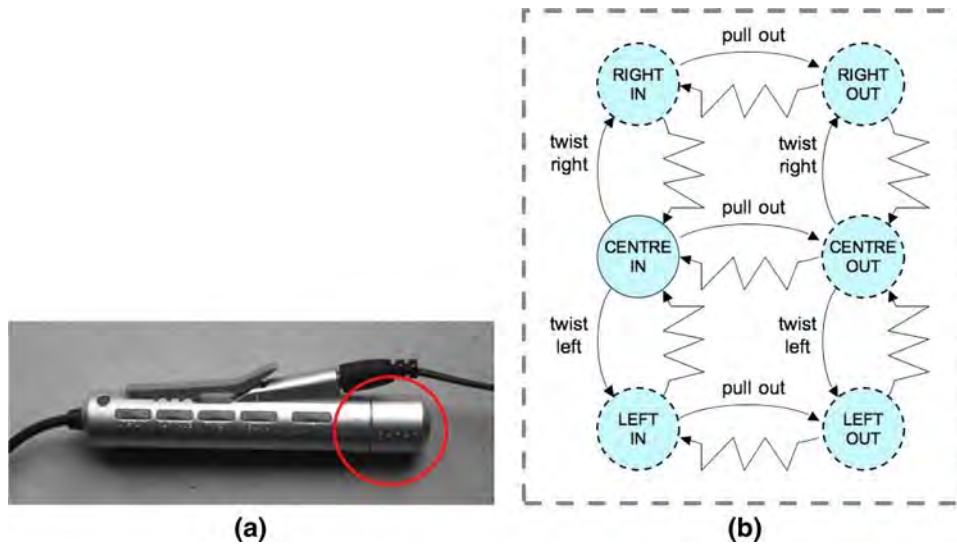 pull out
RIGHT
IN
RIGHT
OUT
twist
right
twist
right
pull out
CENTRE
IN
CENTRE
OUT
twist
left
twist
left
pull out
LEFT
IN
LEFT
OUT
(a)
(b)